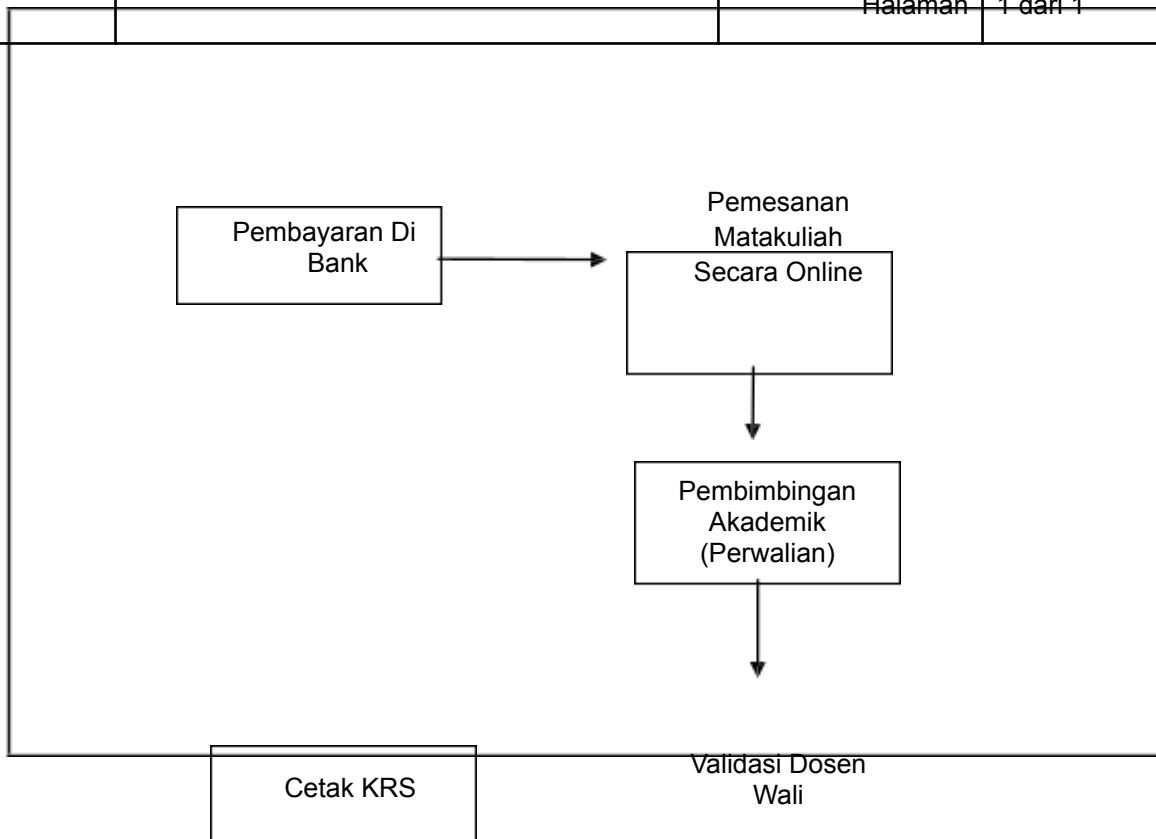 Halaman 1 dari 1
Pembayaran Di
Bank
Pemesanan
Matakuliah
Secara Online
Pembimbingan
Akademik
(Perwalian)
Cetak KRS
Validasi Dosen
Wali